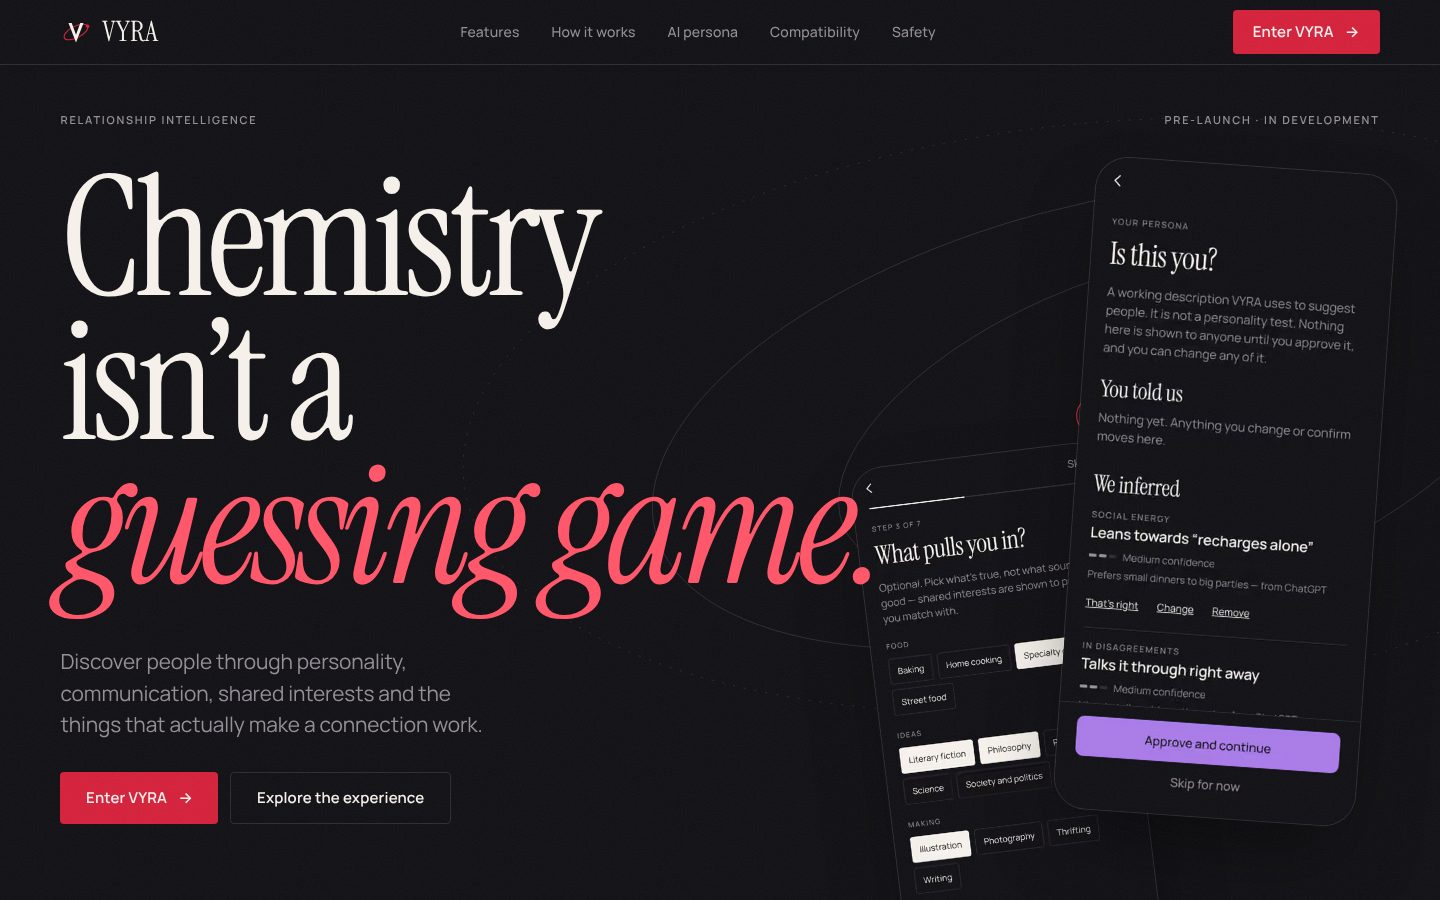 VYRA
Features
How it works
AI persona
Compatibility
Safety
Enter VYRA →
RELATIONSHIP INTELLIGENCE
PRE-LAUNCH · IN DEVELOPMENT
Chemistry
isn’t a
guessing game.
Discover people through personality,
communication, shared interests and the
things that actually make a connection work.
Enter VYRA →
Explore the experience
STEP 3 OF 7
What pulls you in?
Optional. Pick what’s true, not what
good — shared interests are shown to
you match with.
FOOD
Baking
Home cooking
Specialty
Street food
IDEAS
Literary fiction
Philosophy
Science
Society and politics
MAKING
Illustration
Photography
Thrifting
Writing
YOUR PERSONA
Is this you?
A working description VYRA uses to suggest
people. It is not a personality test. Nothing
here is shown to anyone until you approve it,
and you can change any of it.
You told us
Nothing yet. Anything you change or confirm
moves here.
We inferred
SOCIAL ENERGY
Leans towards “recharges alone”
Medium confidence
Prefers small dinners to big parties — from ChatGPT
That’s right
Change
Remove
IN DISAGREEMENTS
Talks it through right away
Medium confidence
Approve and continue
Skip for now